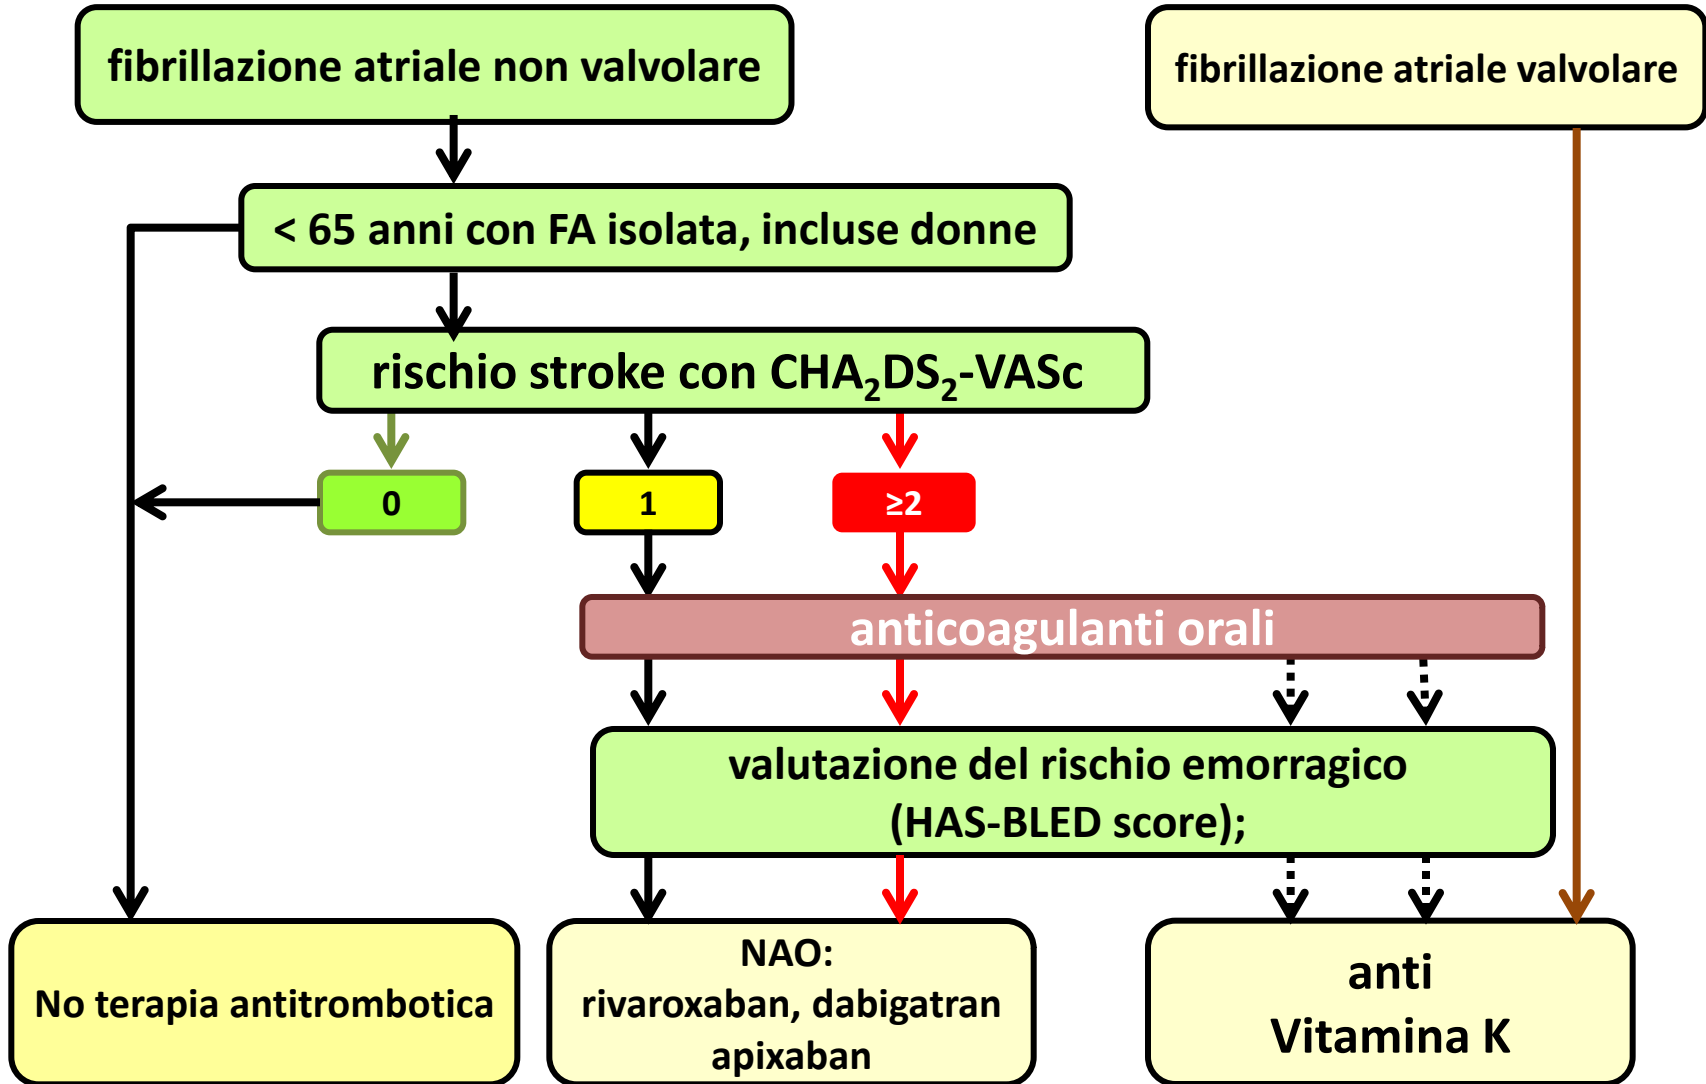 fibrillazione atriale non valvolare
fibrillazione atriale valvolare
< 65 anni con FA isolata, incluse donne
rischio stroke con CHA₂DS₂-VASc
0
1
≥2
anticoagulanti orali
valutazione del rischio emorragico
(HAS-BLED score);
No terapia antitrombotica
NAO:
rivaroxaban, dabigatran
apixaban
anti
Vitamina K